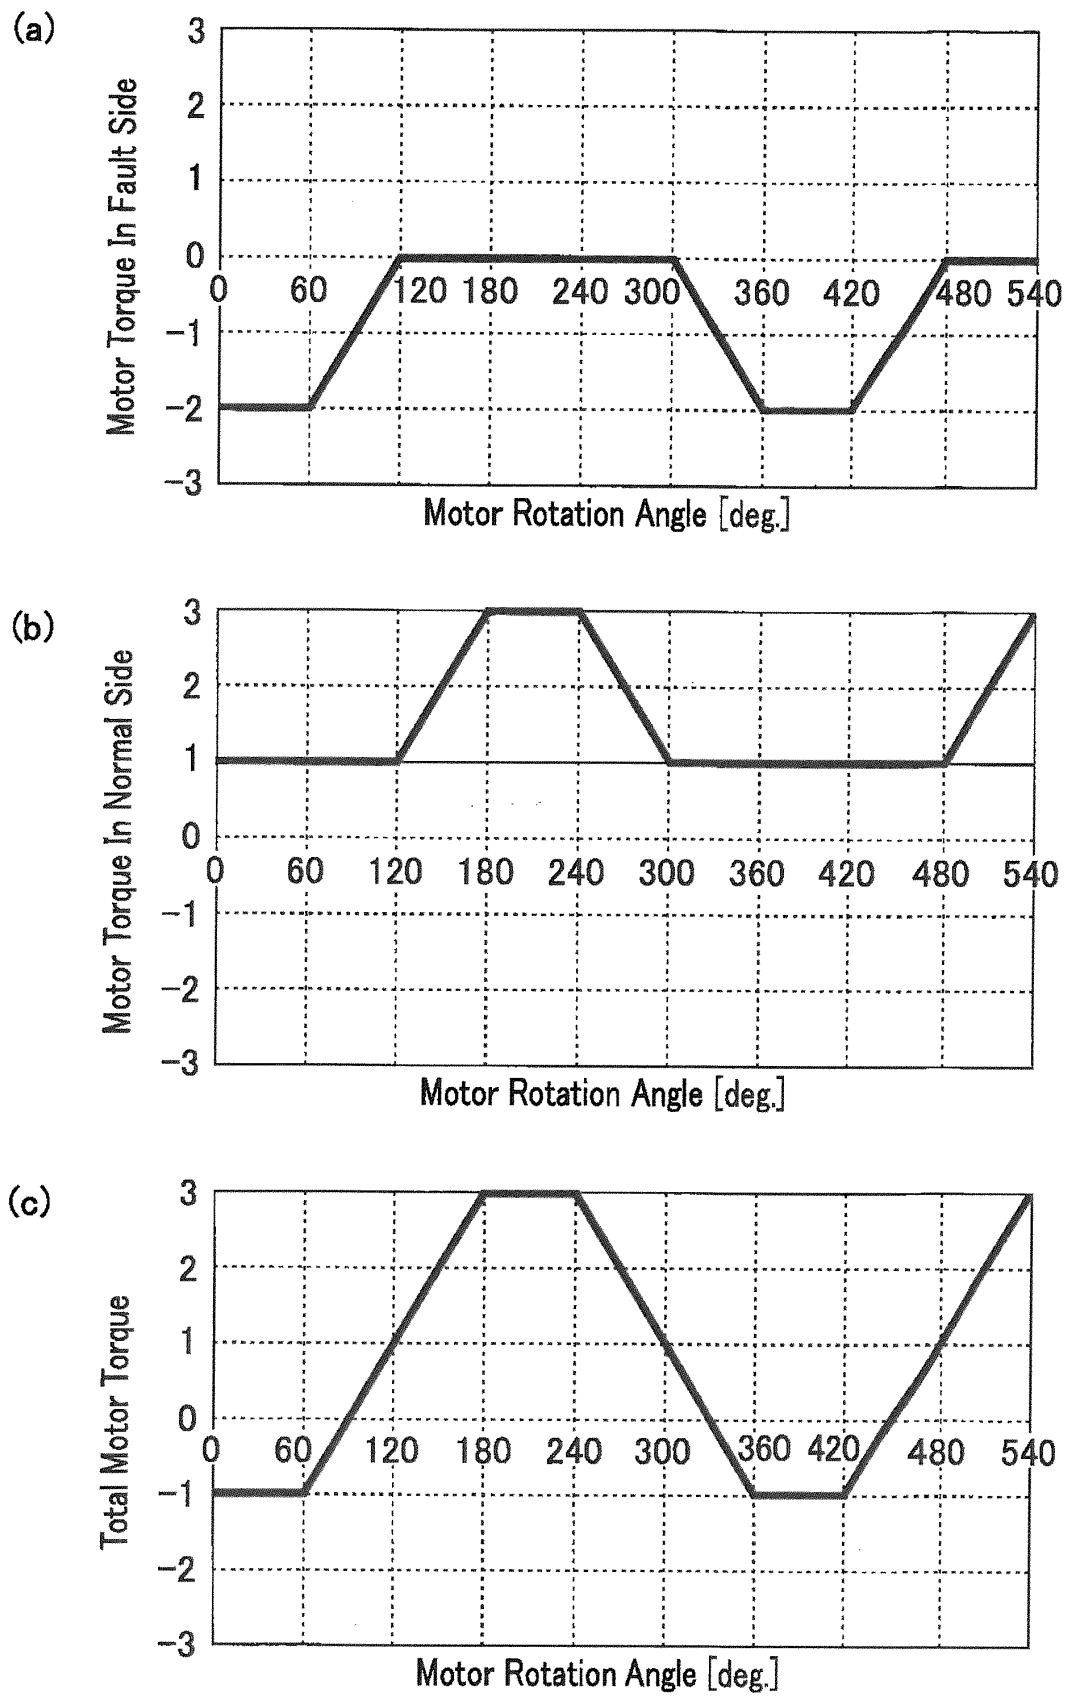 (a)
Motor Torque In Fault Side
3
2
1
0
-1
-2
-3
0 60 120 180 240 300 360 420 480 540
Motor Rotation Angle [deg.]
(b)
Motor Torque In Normal Side
3
2
1
0
-1
-2
-3
0 60 120 180 240 300 360 420 480 540
Motor Rotation Angle [deg.]
(c)
Total Motor Torque
3
2
1
0
-1
-2
-3
0 60 120 180 240 300 360 420 480 540
Motor Rotation Angle [deg.]